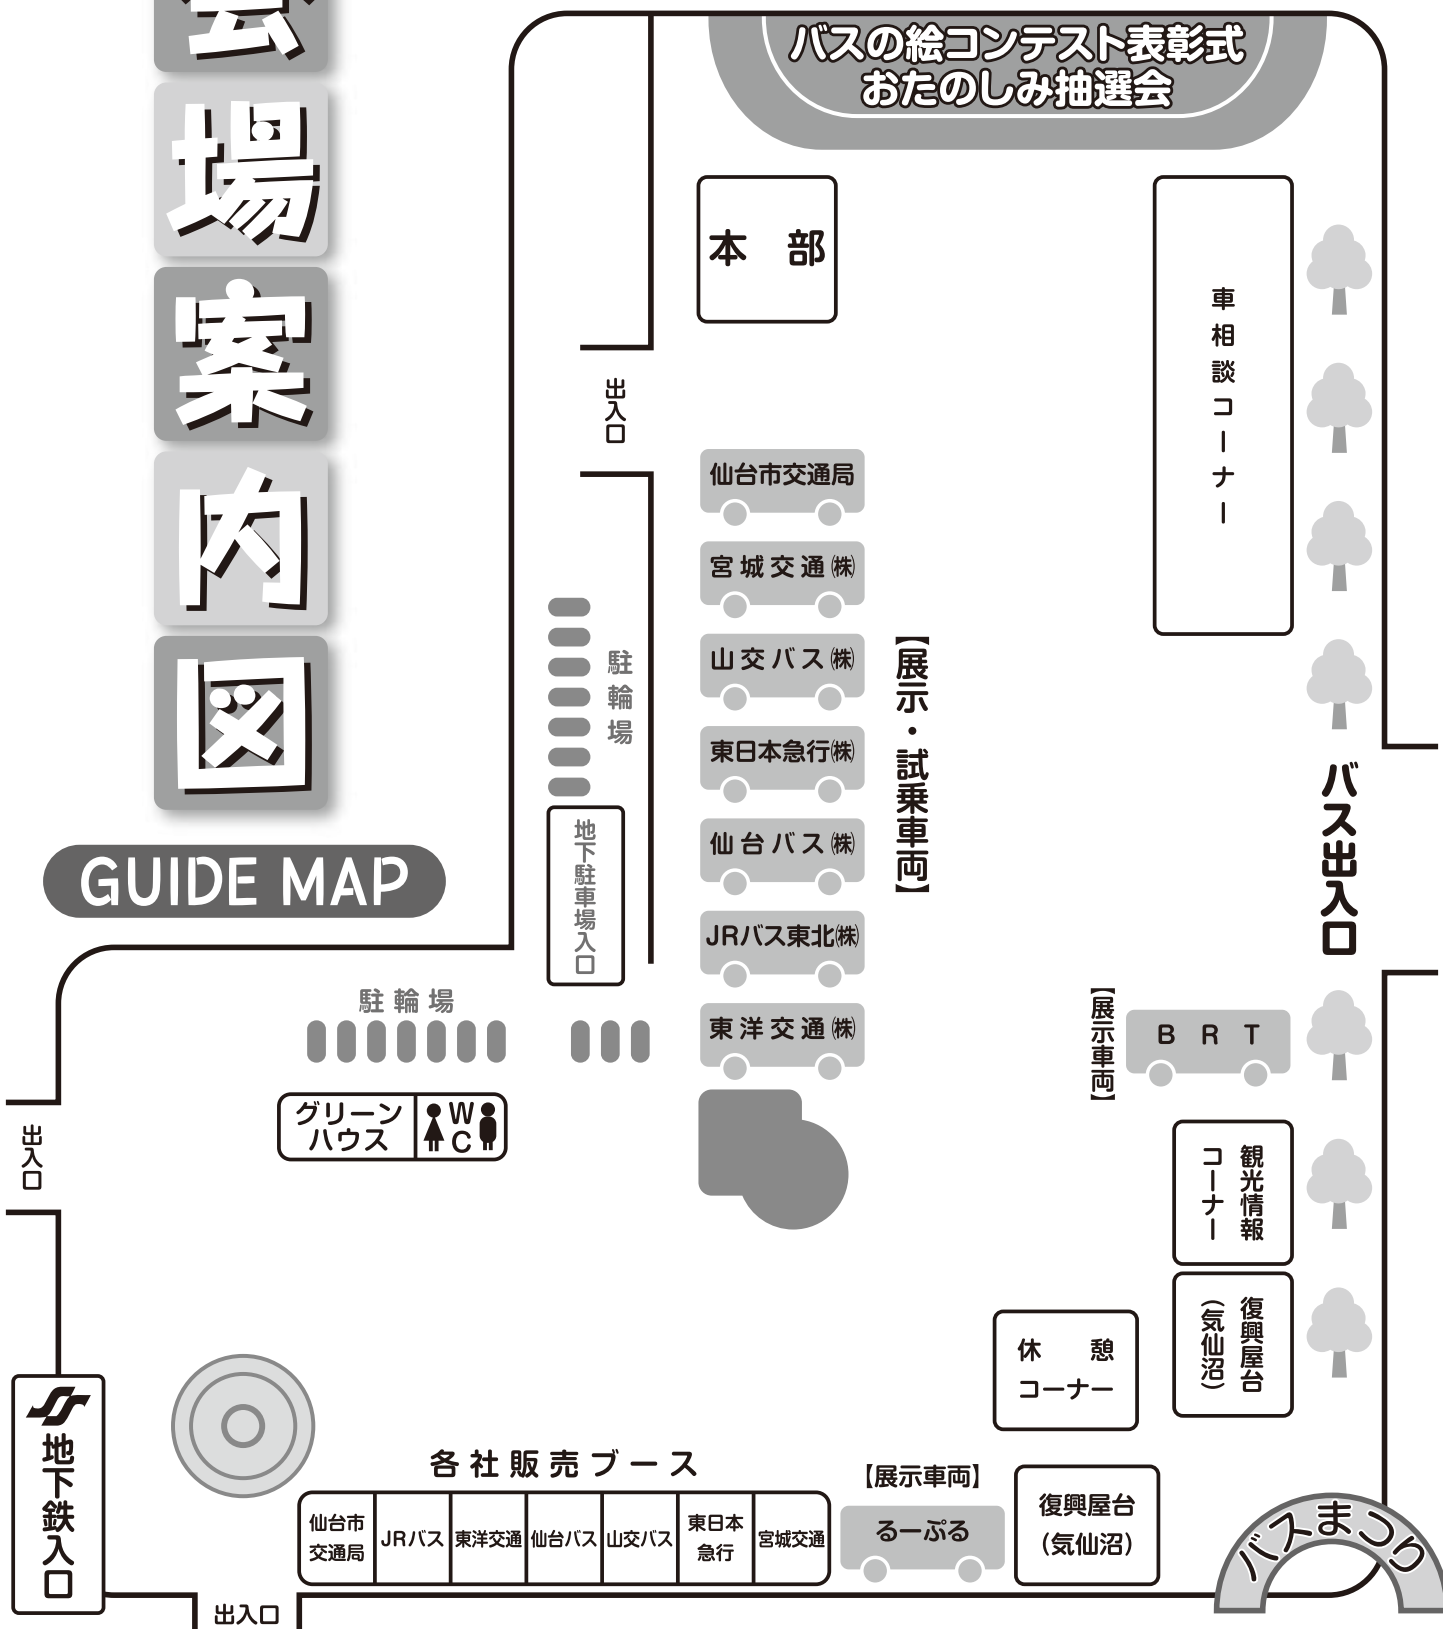 会場案内図
GUIDE MAP
バスの絵コンテスト表彰式
おたのしみ抽選会
本 部
車相談コーナー
出入口
仙台市交通局
宮城交通㈱
山交バス㈱
東日本急行㈱
仙台バス㈱
JRバス東北㈱
東洋交通㈱
【展示・試乗車両】
駐輪場
地下駐車場入口
バス出入口
駐輪場
グリーン
ハウス
WC
出入口
【展示車両】
BRT
観光情報
コーナー
復興屋台
（気仙沼）
休 憩
コーナー
地下鉄入口
各社販売ブース
仙台市
交通局
JRバス
東洋交通
仙台バス
山交バス
東日本
急行
宮城交通
【展示車両】
るーぷる
復興屋台
（気仙沼）
バスまつり
出入口